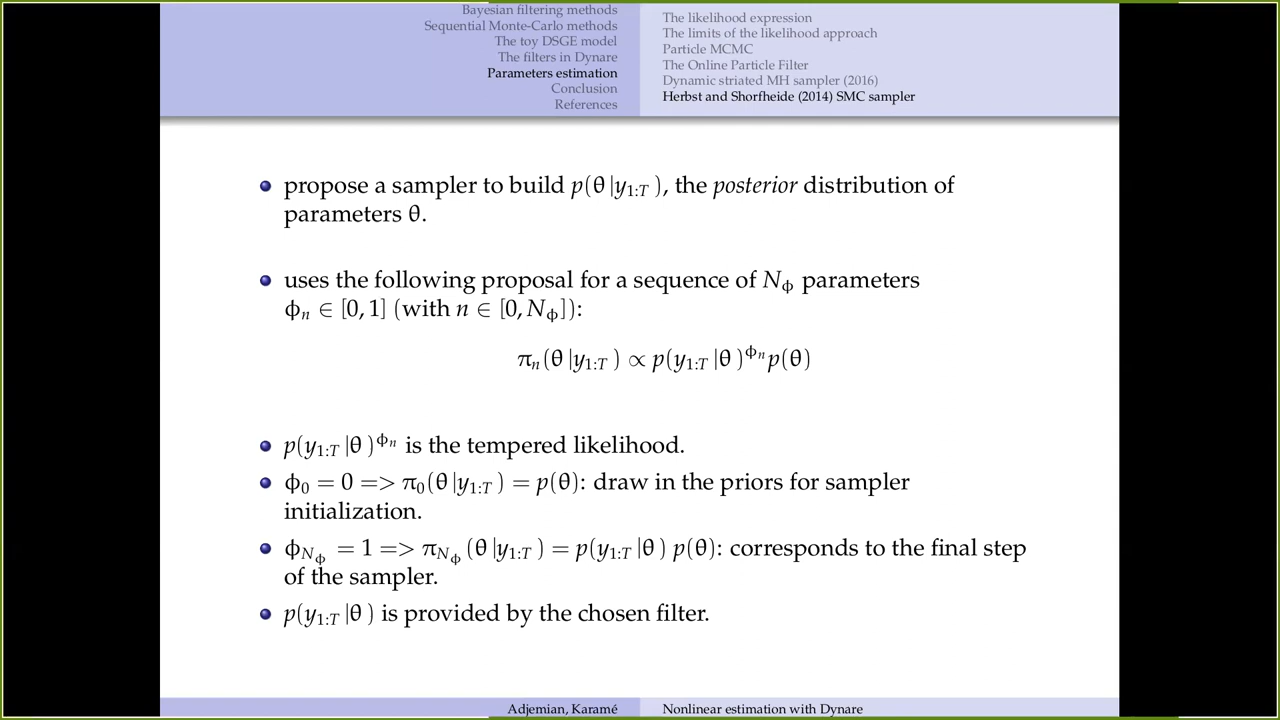 Bayesian filtering methods
Sequential Monte-Carlo methods
The toy DSGE model
The filters in Dynare
Parameters estimation
Conclusion
References
The likelihood expression
The limits of the likelihood approach
Particle MCMC
The Online Particle Filter
Dynamic striated MH sampler (2016)
Herbst and Shorfheide (2014) SMC sampler
propose a sampler to build p(θ|y₁:T), the posterior distribution of
parameters θ.
uses the following proposal for a sequence of N_ϕ parameters
ϕₙ ∈ [0, 1] (with n ∈ [0, N_ϕ]):
πₙ(θ|y₁:T) ∝ p(y₁:T|θ)^ϕₙ p(θ)
p(y₁:T|θ)^ϕₙ is the tempered likelihood.
ϕ₀ = 0 => π₀(θ|y₁:T) = p(θ): draw in the priors for sampler
initialization.
ϕ_N_ϕ = 1 => π_N_ϕ(θ|y₁:T) = p(y₁:T|θ) p(θ): corresponds to the final step
of the sampler.
p(y₁:T|θ) is provided by the chosen filter.
Adjemian, Karamé
Nonlinear estimation with Dynare